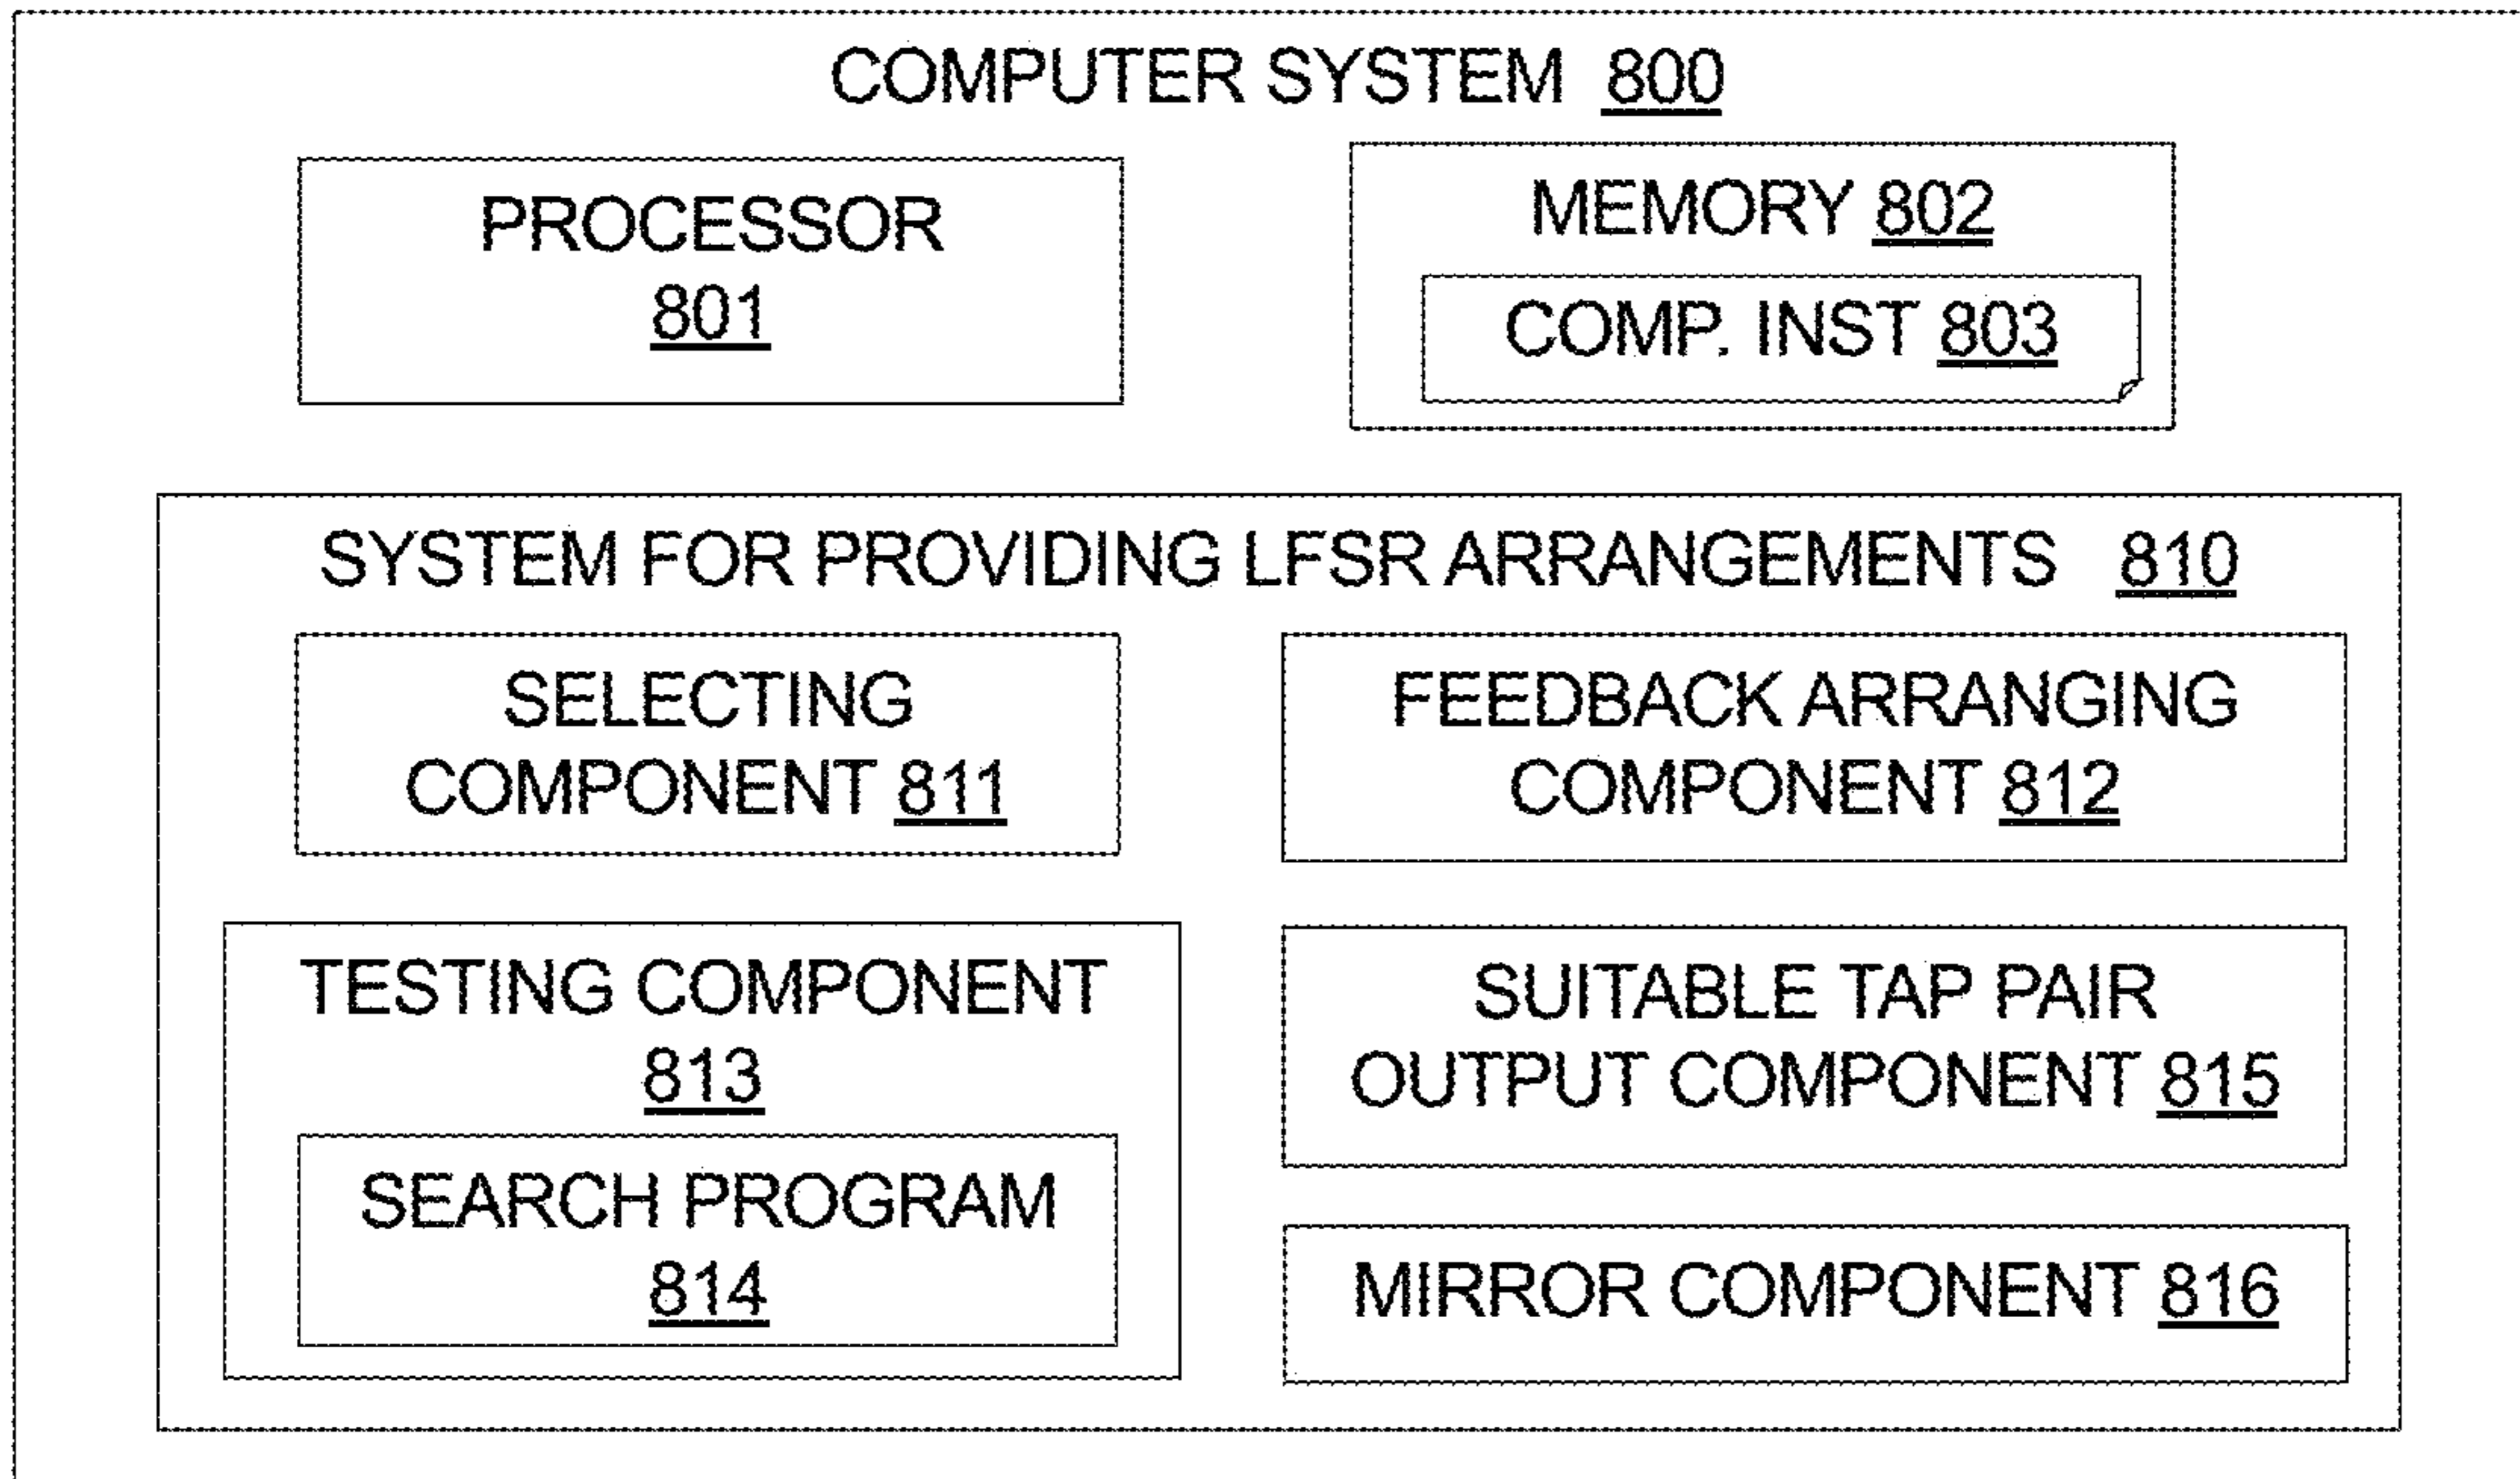 COMPUTER SYSTEM 800
PROCESSOR
801
MEMORY 802
COMP. INST 803
SYSTEM FOR PROVIDING LFSR ARRANGEMENTS 810
SELECTING
COMPONENT 811
FEEDBACK ARRANGING
COMPONENT 812
TESTING COMPONENT
813
SEARCH PROGRAM
814
SUITABLE TAP PAIR
OUTPUT COMPONENT 815
MIRROR COMPONENT 816